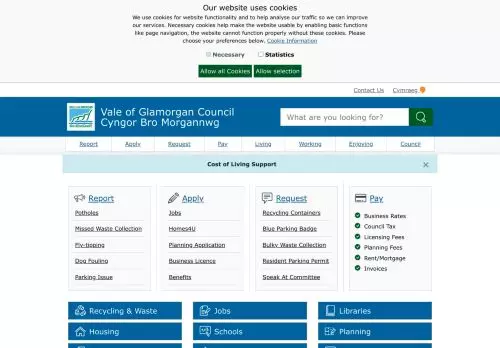 Our website uses cookies
We use cookies for website functionality and to help analyse our traffic so we can improve
our services. Necessary cookies help make the website usable by enabling basic functions
like page navigation, the website cannot function properly without these cookies. Please
choose your preferences below. Cookie Information
Necessary Statistics
Allow all Cookies Allow selection
Contact Us Cymraeg
Vale of Glamorgan Council
Cyngor Bro Morgannwg
What are you looking for?
Report Apply Request Pay Living Working Enjoying Council
Cost of Living Support ×
Report
Potholes
Missed Waste Collection
Fly-tipping
Dog Fouling
Parking Issue
Apply
Jobs
Homes4U
Planning Application
Business Licence
Benefits
Request
Recycling Containers
Blue Parking Badge
Bulky Waste Collection
Resident Parking Permit
Speak At Committee
Pay
Business Rates
Council Tax
Licensing Fees
Planning Fees
Rent/Mortgage
Invoices
Recycling & Waste Jobs Libraries
Housing Schools Planning